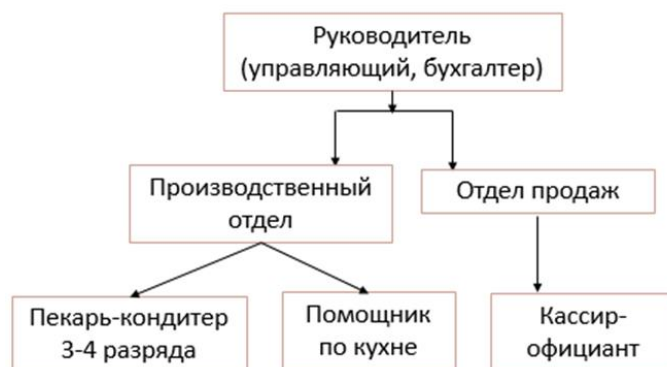 Руководитель
(управляющий, бухгалтер)
Производственный
отдел
Отдел продаж
Пекарь-кондитер
3-4 разряда
Помощник
по кухне
Кассир-
официант